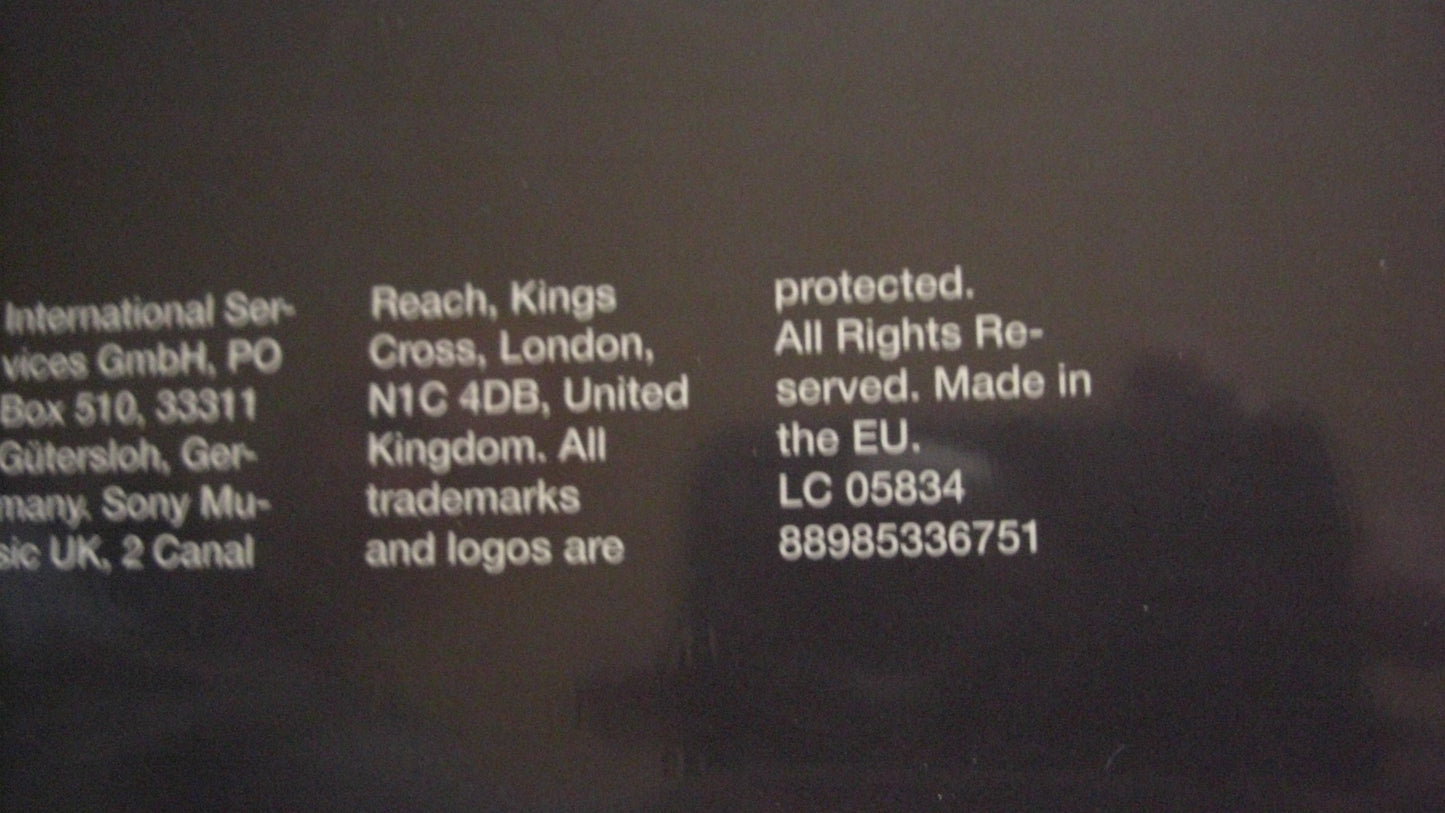 International Ser-
vices GmbH, PO
Box 510, 33311
Gütersloh, Ger-
many. Sony Mu-
sic UK, 2 Canal
Reach, Kings
Cross, London,
N1C 4DB, United
Kingdom. All
trademarks
and logos are
protected.
All Rights Re-
served. Made in
the EU.
LC 05834
88985336751